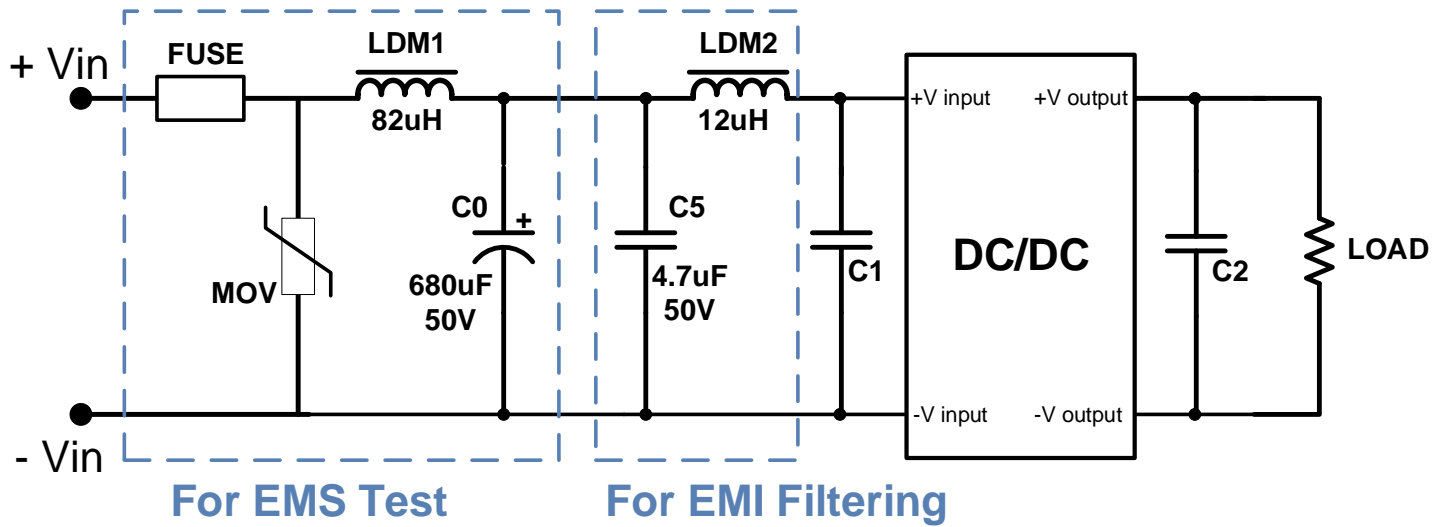 FUSE
LDM1
LDM2
+ Vin
82uH
12uH
+V input
+V output
C0
+
C5
MOV
680uF
50V
4.7uF
50V
C1
DC/DC
C2
LOAD
-V input
-V output
- Vin
For EMS Test
For EMI Filtering